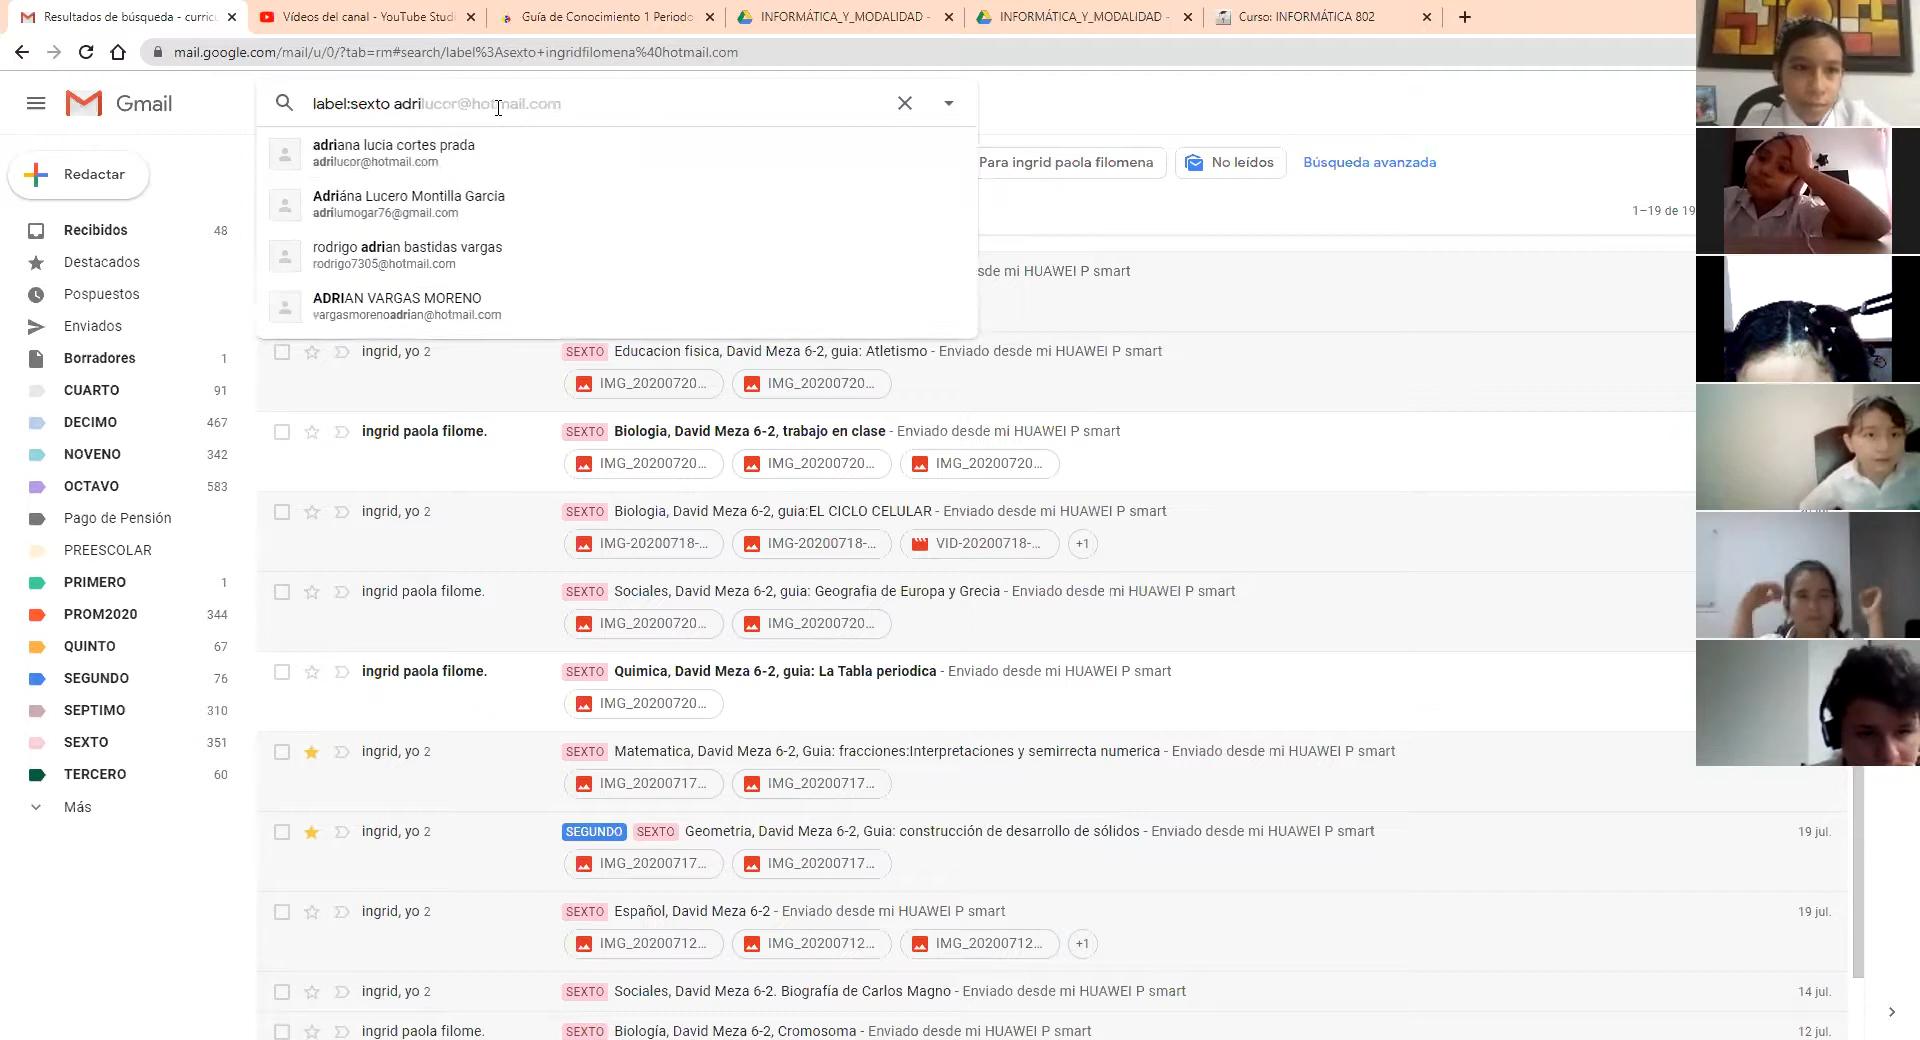 Resultados de búsqueda - curricu
Vídeos del canal - YouTube Studi
Guía de Conocimiento 1 Periodo
INFORMÁTICA_Y_MODALIDAD -
INFORMÁTICA_Y_MODALIDAD -
Curso: INFORMÁTICA 802
mail.google.com/mail/u/0/?tab=rm#search/label%3Asexto+ingridfilomena%40hotmail.com
Gmail
label:sexto adrilucor@hotmail.com
adriana lucia cortes prada
adrilucor@hotmail.com
Adriána Lucero Montilla Garcia
adrilumogar76@gmail.com
rodrigo adrian bastidas vargas
rodrigo7305@hotmail.com
ADRIAN VARGAS MORENO
vargasmorenoadrian@hotmail.com
Para ingrid paola filomena
No leídos
Búsqueda avanzada
1–19 de 19
Redactar
Recibidos 48
Destacados
Pospuestos
Enviados
Borradores 1
CUARTO 91
DECIMO 467
NOVENO 342
OCTAVO 583
Pago de Pensión
PREESCOLAR
PRIMERO 1
PROM2020 344
QUINTO 67
SEGUNDO 76
SEPTIMO 310
SEXTO 351
TERCERO 60
Más
sde mi HUAWEI P smart
ingrid, yo 2 SEXTO Educacion fisica, David Meza 6-2, guia: Atletismo - Enviado desde mi HUAWEI P smart
IMG_20200720... IMG_20200720...
ingrid paola filome. SEXTO Biologia, David Meza 6-2, trabajo en clase - Enviado desde mi HUAWEI P smart
IMG_20200720... IMG_20200720... IMG_20200720...
ingrid, yo 2 SEXTO Biologia, David Meza 6-2, guia:EL CICLO CELULAR - Enviado desde mi HUAWEI P smart
IMG-20200718-... IMG-20200718-... VID-20200718-... +1
ingrid paola filome. SEXTO Sociales, David Meza 6-2, guia: Geografia de Europa y Grecia - Enviado desde mi HUAWEI P smart
IMG_20200720... IMG_20200720...
ingrid paola filome. SEXTO Quimica, David Meza 6-2, guia: La Tabla periodica - Enviado desde mi HUAWEI P smart
IMG_20200720...
ingrid, yo 2 SEXTO Matematica, David Meza 6-2, Guia: fracciones:Interpretaciones y semirrecta numerica - Enviado desde mi HUAWEI P smart
IMG_20200717... IMG_20200717...
ingrid, yo 2 SEGUNDO SEXTO Geometria, David Meza 6-2, Guia: construcción de desarrollo de sólidos - Enviado desde mi HUAWEI P smart 19 jul.
IMG_20200717... IMG_20200717...
ingrid, yo 2 SEXTO Español, David Meza 6-2 - Enviado desde mi HUAWEI P smart 19 jul.
IMG_20200712... IMG_20200712... IMG_20200712... +1
ingrid, yo 2 SEXTO Sociales, David Meza 6-2. Biografía de Carlos Magno - Enviado desde mi HUAWEI P smart 14 jul.
ingrid paola filome. SEXTO Biología, David Meza 6-2, Cromosoma - Enviado desde mi HUAWEI P smart 12 jul.